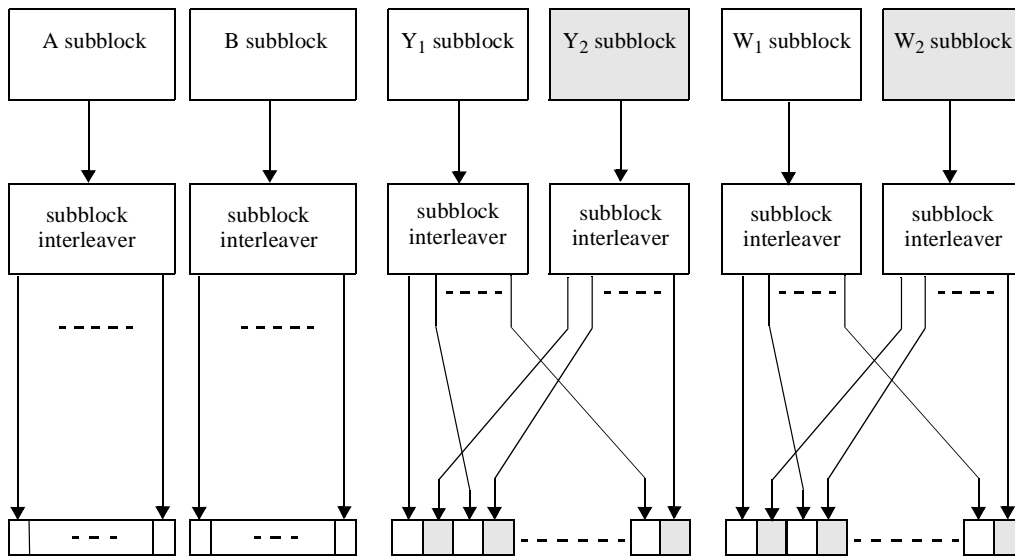 A subblock
B subblock
Y₁ subblock
Y₂ subblock
W₁ subblock
W₂ subblock
subblock
interleaver
subblock
interleaver
subblock
interleaver
subblock
interleaver
subblock
interleaver
subblock
interleaver